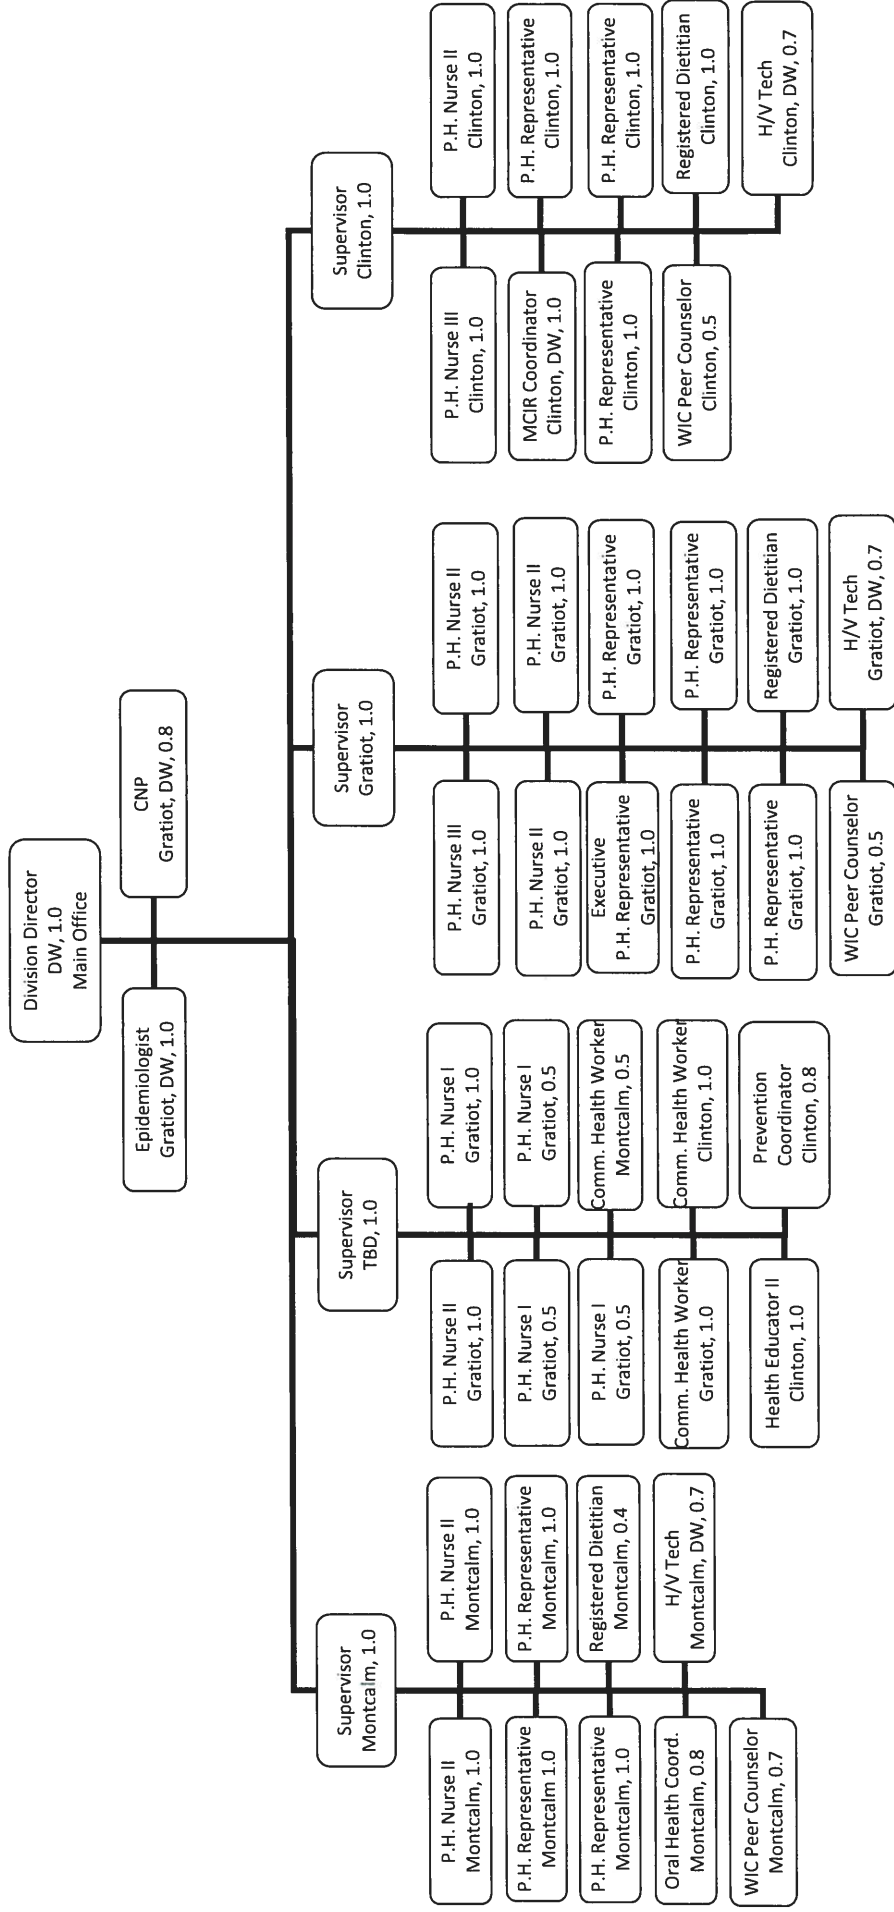 Division Director
DW, 1.0
Main Office
Epidemiologist
Gratiot, DW, 1.0
CNP
Gratiot, DW, 0.8
Supervisor
Montcalm, 1.0
P.H. Nurse II
Montcalm, 1.0
P.H. Nurse II
Montcalm, 1.0
P.H. Representative
Montcalm 1.0
P.H. Representative
Montcalm, 1.0
P.H. Representative
Montcalm, 1.0
Registered Dietitian
Montcalm, 0.4
Oral Health Coord.
Montcalm, 0.8
H/V Tech
Montcalm, DW, 0.7
WIC Peer Counselor
Montcalm, 0.7
Supervisor
TBD, 1.0
P.H. Nurse II
Gratiot, 1.0
P.H. Nurse I
Gratiot, 1.0
P.H. Nurse I
Gratiot, 0.5
P.H. Nurse I
Gratiot, 0.5
P.H. Nurse I
Gratiot, 0.5
Comm. Health Worker
Montcalm, 0.5
Comm. Health Worker
Gratiot, 1.0
Comm. Health Worker
Clinton, 1.0
Health Educator II
Clinton, 1.0
Prevention
Coordinator
Clinton, 0.8
Supervisor
Gratiot, 1.0
P.H. Nurse III
Gratiot, 1.0
P.H. Nurse II
Gratiot, 1.0
P.H. Nurse II
Gratiot, 1.0
P.H. Nurse II
Gratiot, 1.0
Executive
P.H. Representative
Gratiot, 1.0
P.H. Representative
Gratiot, 1.0
P.H. Representative
Gratiot, 1.0
P.H. Representative
Gratiot, 1.0
P.H. Representative
Gratiot, 1.0
Registered Dietitian
Gratiot, 1.0
WIC Peer Counselor
Gratiot, 0.5
H/V Tech
Gratiot, DW, 0.7
Supervisor
Clinton, 1.0
P.H. Nurse III
Clinton, 1.0
P.H. Nurse II
Clinton, 1.0
MCIR Coordinator
Clinton, DW, 1.0
P.H. Representative
Clinton, 1.0
P.H. Representative
Clinton, 1.0
P.H. Representative
Clinton, 1.0
WIC Peer Counselor
Clinton, 0.5
Registered Dietitian
Clinton, 1.0
H/V Tech
Clinton, DW, 0.7